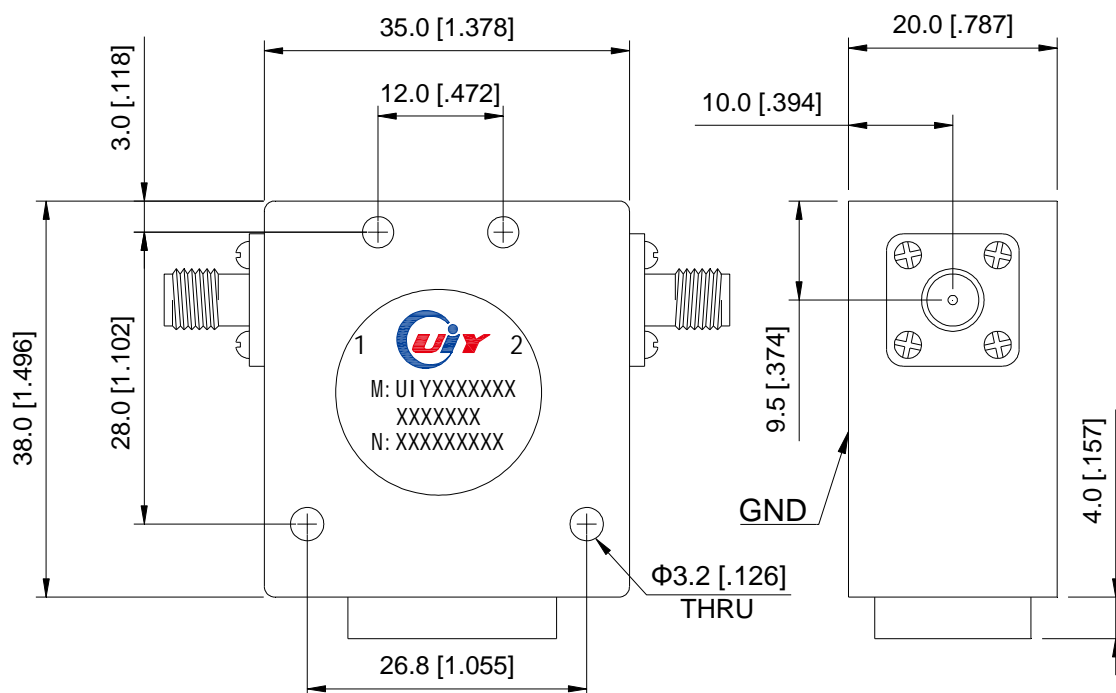 35.0 [1.378]
20.0 [.787]
3.0 [.118]
12.0 [.472]
10.0 [.394]
38.0 [1.496]
28.0 [1.102]
1
UiY
2
M: UIYXXXXXXX
XXXXXXX
N: XXXXXXXXX
9.5 [.374]
GND
4.0 [.157]
Φ3.2 [.126]
THRU
26.8 [1.055]